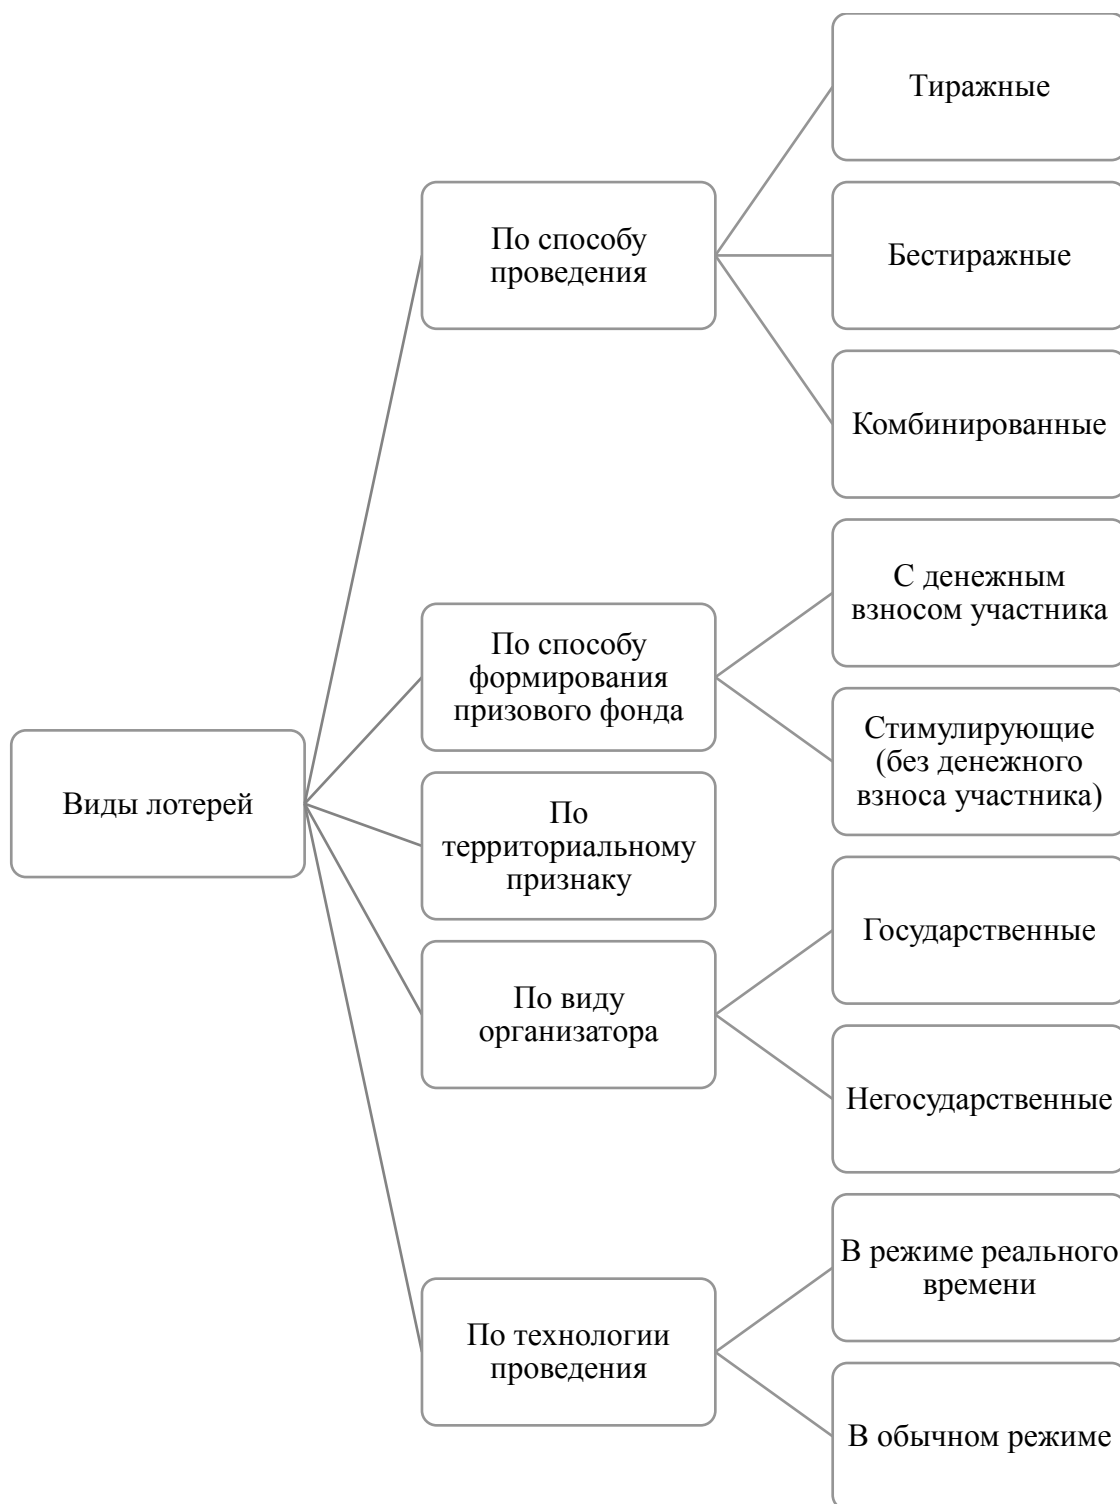 Виды лотерей
По способу
проведения
Тиражные
Бестиражные
Комбинированные
По способу
формирования
призового фонда
С денежным
взносом участника
Стимулирующие
(без денежного
взноса участника)
По
территориальному
признаку
По виду
организатора
Государственные
Негосударственные
По технологии
проведения
В режиме реального
времени
В обычном режиме